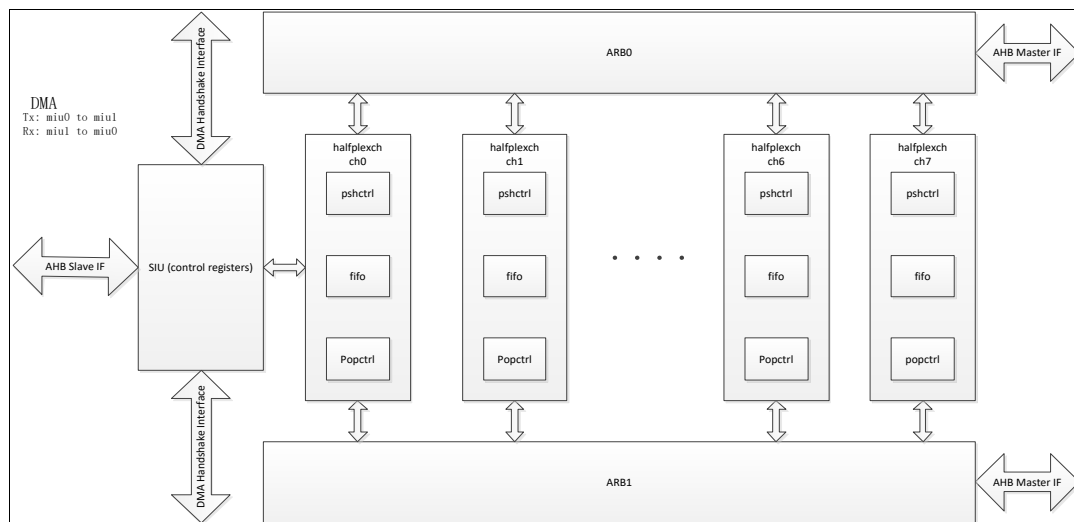 ARB0
AHB Master IF
DMA Handshake Interface
DMA
Tx: miu0 to miu1
Rx: miu1 to miu0
halfplexch
ch0
pshctrl
fifo
Popctrl
halfplexch
ch1
pshctrl
fifo
Popctrl
. . . .
halfplexch
ch6
pshctrl
fifo
Popctrl
halfplexch
ch7
pshctrl
fifo
popctrl
AHB Slave IF
SIU (control registers)
DMA Handshake Interface
ARB1
AHB Master IF